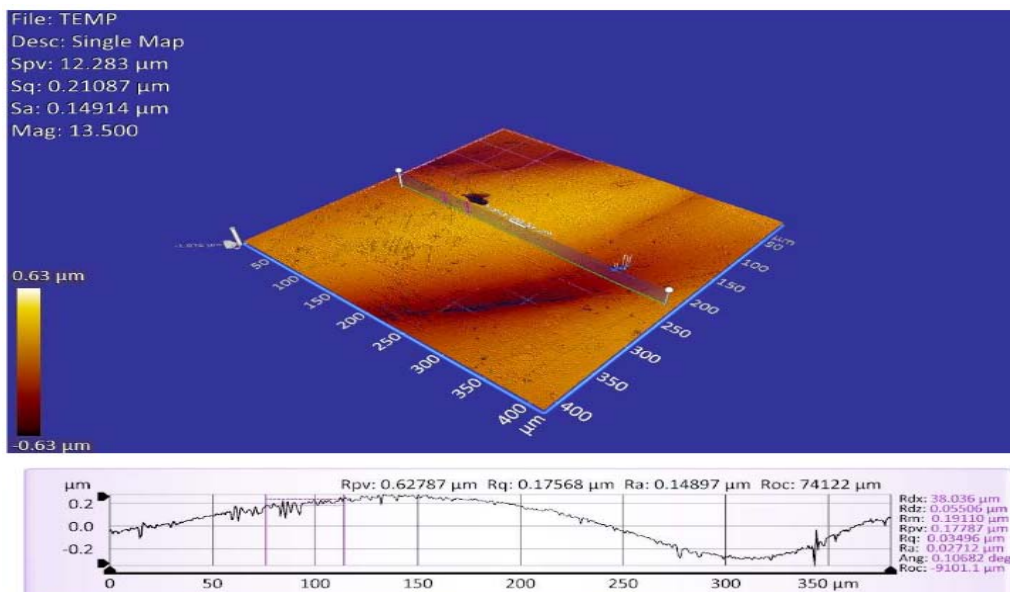 File: TEMP
Desc: Single Map
Spv: 12.283 µm
Sq: 0.21087 µm
Sa: 0.14914 µm
Mag: 13.500
0.63 µm
-0.63 µm
50
100
150
200
250
300
350
400
µm
µm
50
100
150
200
250
300
350
400
µm
Rpv: 0.62787 µm Rq: 0.17568 µm Ra: 0.14897 µm Roc: 74122 µm
0.2
0.0
-0.2
0 50 100 150 200 250 300 350 µm
Rdx: 38.036 µm
Rdz: 0.05506 µm
Rm: 0.19110 µm
Rpv: 0.17787 µm
Rq: 0.03496 µm
Ra: 0.02712 µm
Ang: 0.10682 deg
Roc: -9101.1 µm